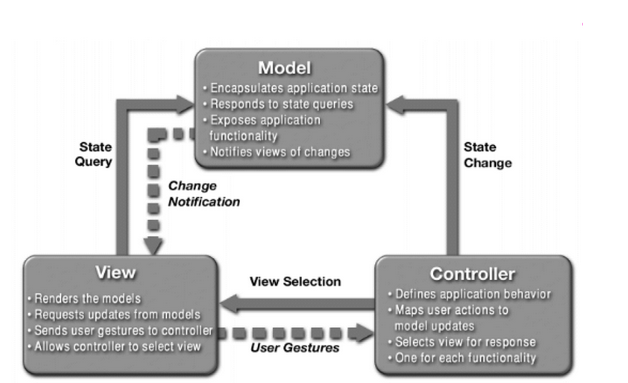 Model
• Encapsulates application state
• Responds to state queries
• Exposes application
functionality
• Notifies views of changes
State
Query
State
Change
Change
Notification
View
• Renders the models
• Requests updates from models
• Sends user gestures to controller
• Allows controller to select view
View Selection
User Gestures
Controller
• Defines application behavior
• Maps user actions to
model updates
• Selects view for response
• One for each functionality